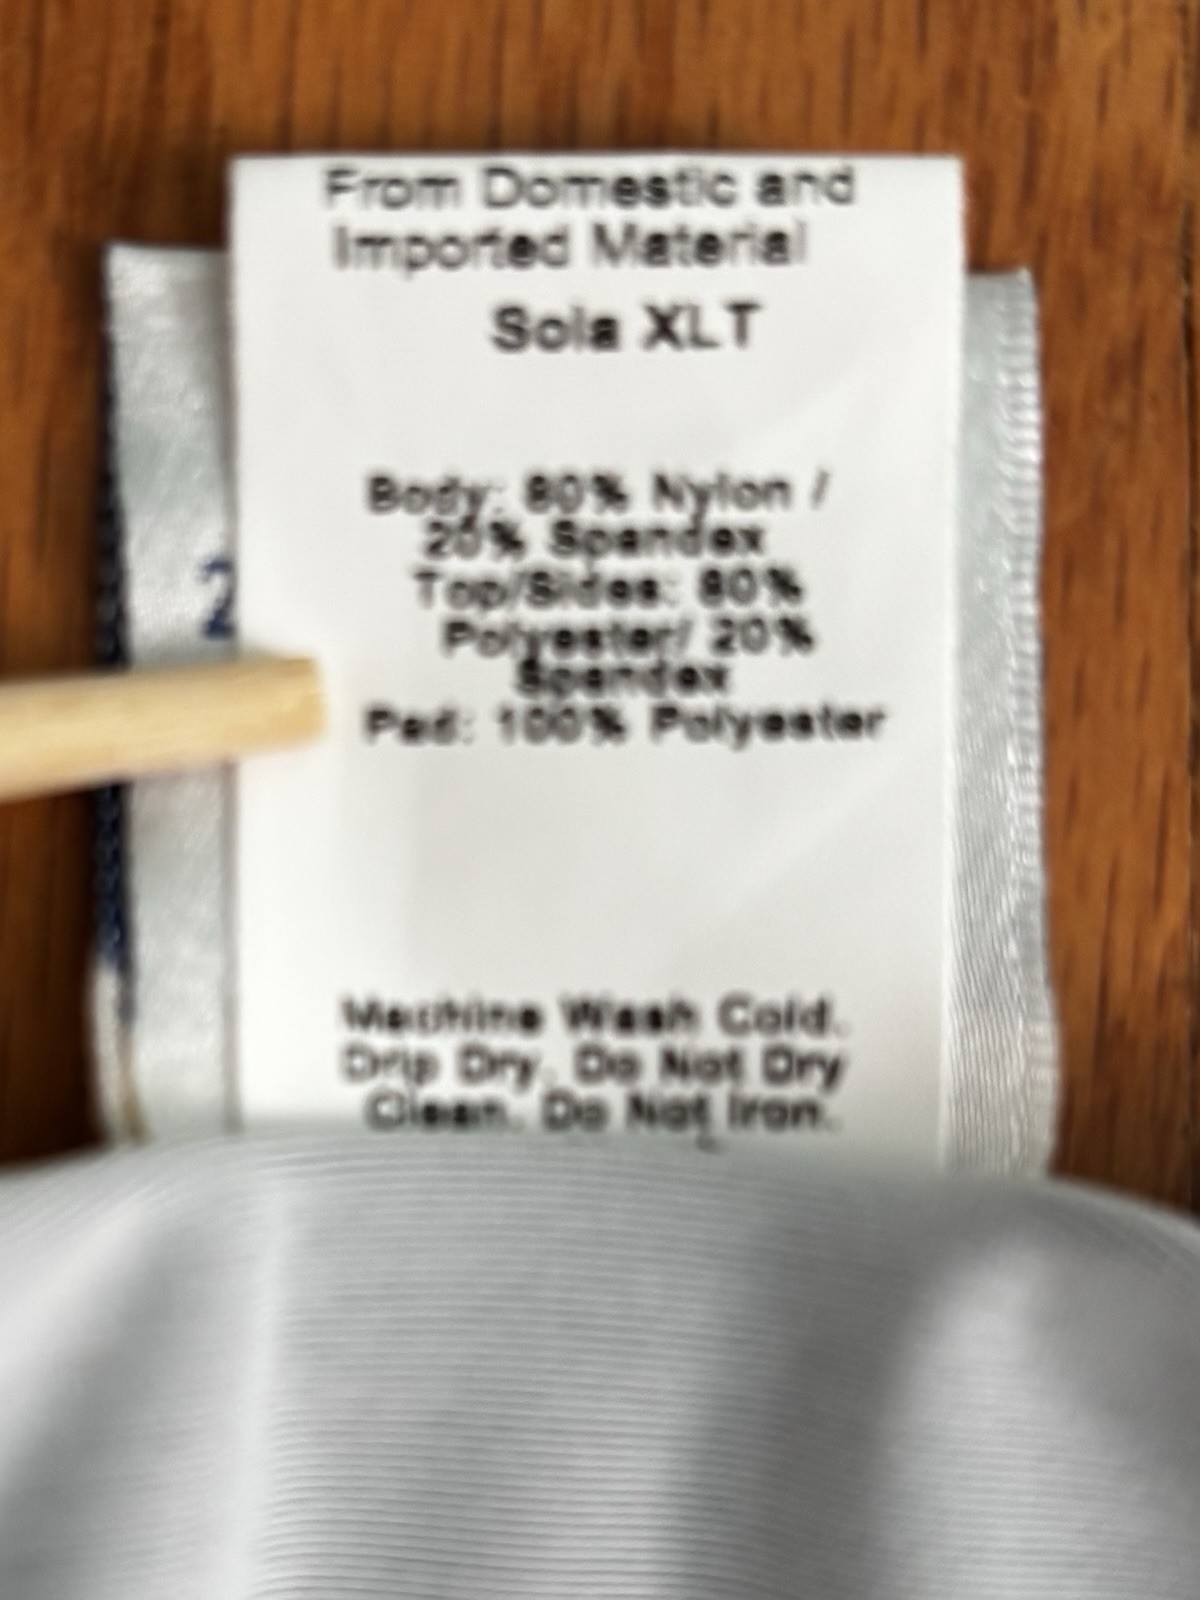 From Domestic and
Imported Material
Sola XLT
Body: 80% Nylon /
20% Spandex
Top/Sides: 80%
Polyester/ 20%
Spandex
Pad: 100% Polyester
2
Machine Wash Cold.
Drip Dry. Do Not Dry
Clean. Do Not Iron.